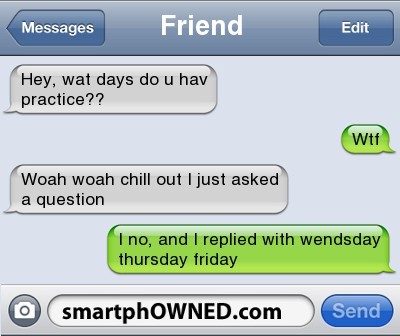 Messages
Friend
Edit
Hey, wat days do u hav
practice??
Wtf
Woah woah chill out I just asked
a question
I no, and I replied with wendsday
thursday friday
smartphOWNED.com
Send